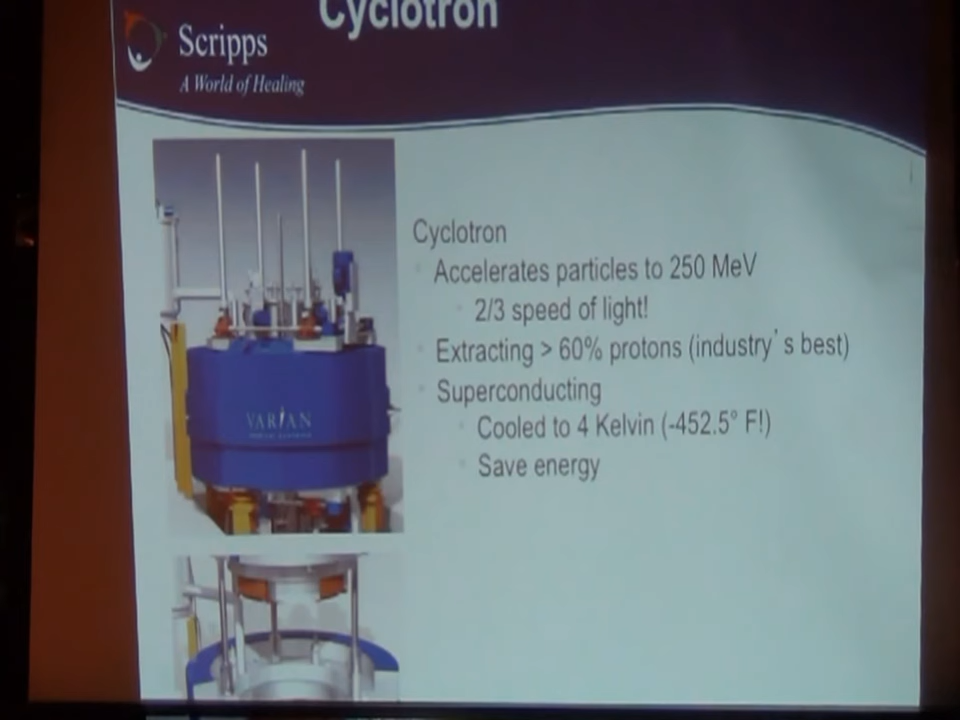 Cyclotron
Scripps
A World of Healing
Cyclotron
Accelerates particles to 250 MeV
2/3 speed of light!
Extracting > 60% protons (industry's best)
Superconducting
Cooled to 4 Kelvin (-452.5° F!)
Save energy
VARIAN